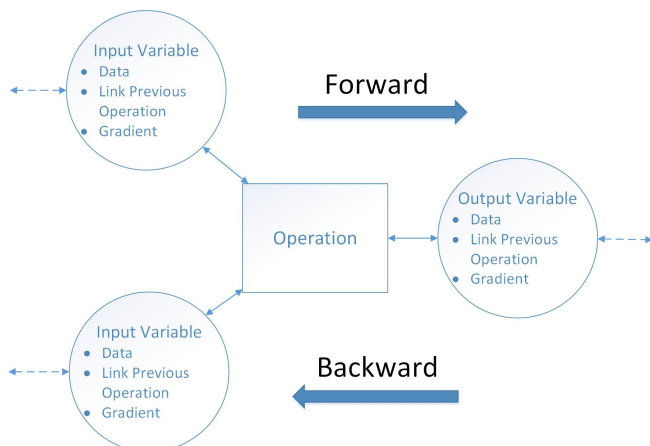 Input Variable
● Data
● Link Previous
Operation
● Gradient
Forward
Operation
Output Variable
● Data
● Link Previous
Operation
● Gradient
Input Variable
● Data
● Link Previous
Operation
● Gradient
Backward